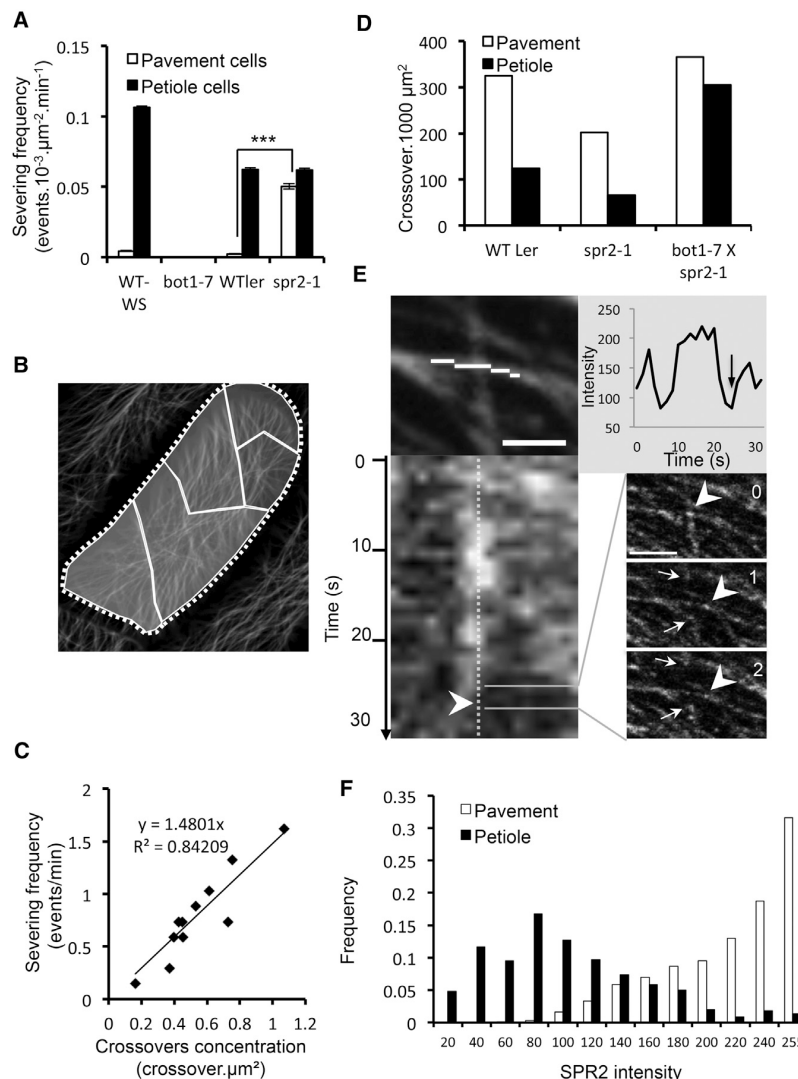 A
Severing frequency
(events.10⁻³.µm⁻².min⁻¹)
0.15
0.1
0.05
0
Pavement cells
Petiole cells
***
WT-
WS
bot1-7
WTler
spr2-1
B
C
Severing frequency
(events/min)
2
1.5
1
0.5
0
y = 1.4801x
R² = 0.84209
0
0.2
0.4
0.6
0.8
1
1.2
Crossovers concentration
(crossover.µm²)
D
Crossover.1000 µm²
400
300
200
100
0
Pavement
Petiole
WT Ler
spr2-1
bot1-7 X
spr2-1
E
Intensity
250
200
150
100
50
0
10
20
30
Time (s)
0
10
20
30
Time (s)
0
1
2
F
Frequency
0.35
0.3
0.25
0.2
0.15
0.1
0.05
0
Pavement
Petiole
20 40 60 80 100 120 140 160 180 200 220 240 255
SPR2 intensity